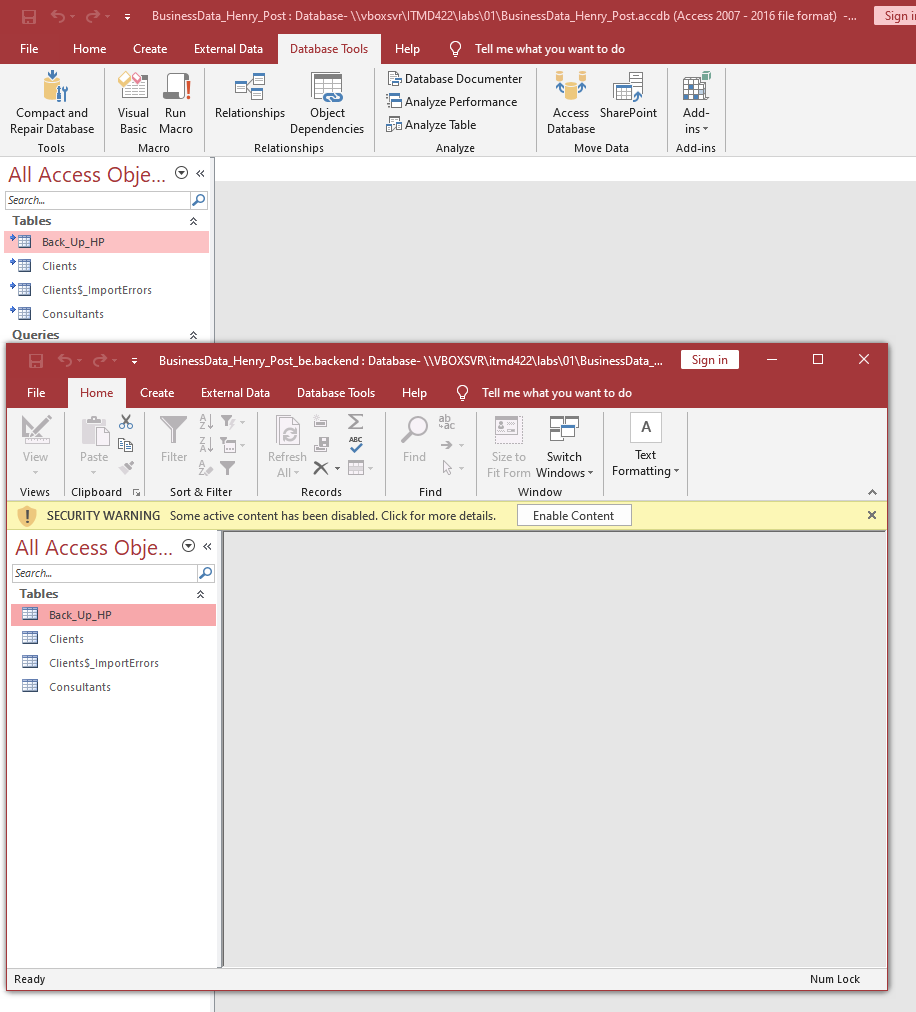 BusinessData_Henry_Post : Database- \\vboxsvr\ITMD422\labs\01\BusinessData_Henry_Post.accdb (Access 2007 - 2016 file format) -...
Sign
File Home Create External Data Database Tools Help Tell me what you want to do
Compact and Repair Database
Visual Basic
Run Macro
Relationships
Object Dependencies
Database Documenter
Analyze Performance
Analyze Table
Access Database
SharePoint
Add-ins
Tools Macro Relationships Analyze Move Data Add-ins
All Access Obje...
Search...
Tables
Back_Up_HP
Clients
Clients$_ImportErrors
Consultants
Queries
BusinessData_Henry_Post_be.backend : Database- \\VBOXSVR\itmd422\labs\01\BusinessData_...
Sign in
File Home Create External Data Database Tools Help Tell me what you want to do
View
Paste
Filter
Refresh All
ABC
Find
ab
ac
Size to Fit Form
Switch Windows
A
Text Formatting
Views Clipboard Sort & Filter Records Find Window
SECURITY WARNING Some active content has been disabled. Click for more details. Enable Content
All Access Obje...
Search...
Tables
Back_Up_HP
Clients
Clients$_ImportErrors
Consultants
Ready Num Lock